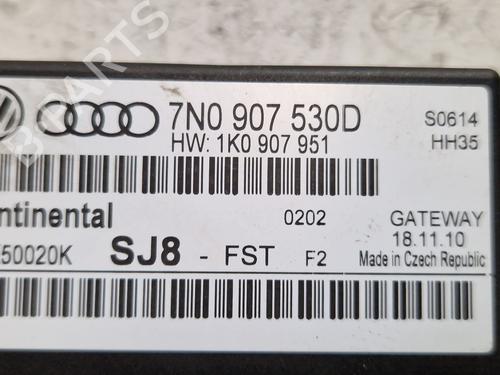 7N0 907 530D
S0614
HW: 1K0 907 951
HH35
ntinental
0202
GATEWAY
18.11.10
50020K
SJ8 - FST F2
Made in Czech Republic
B PARTS